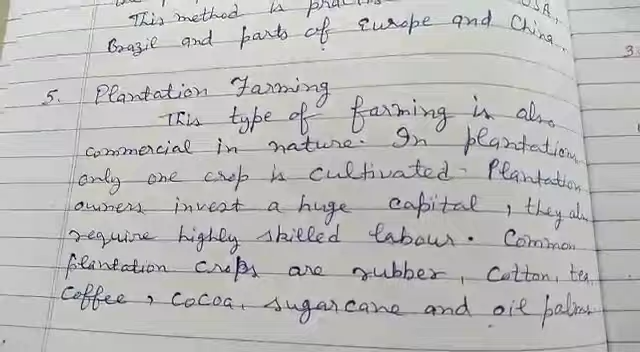 This method is
USA,
Brazil and parts of Europe and China.
5. Plantation Farming
This type of farming is also
commercial in nature. In plantation
only one crop is cultivated. Plantation
owners invest a huge capital, they also
require highly skilled labour. Common
plantation crops are rubber, cotton, tea,
coffee, cocoa, sugarcane and oil palms
3